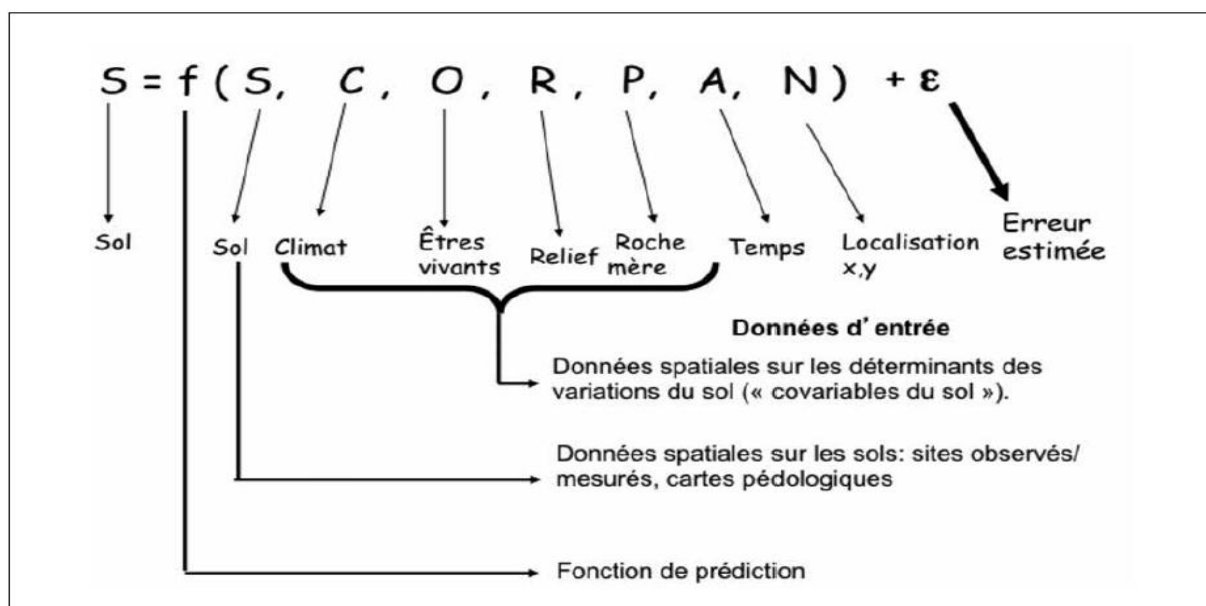 S = f ( S, C, O, R, P, A, N) + ε
Sol Sol Climat Êtres vivants Relief Roche mère Temps Localisation x,y Erreur estimée
Données d' entrée
Données spatiales sur les déterminants des
variations du sol (« covariables du sol »).
Données spatiales sur les sols: sites observés/
mesurés, cartes pédologiques
Fonction de prédiction